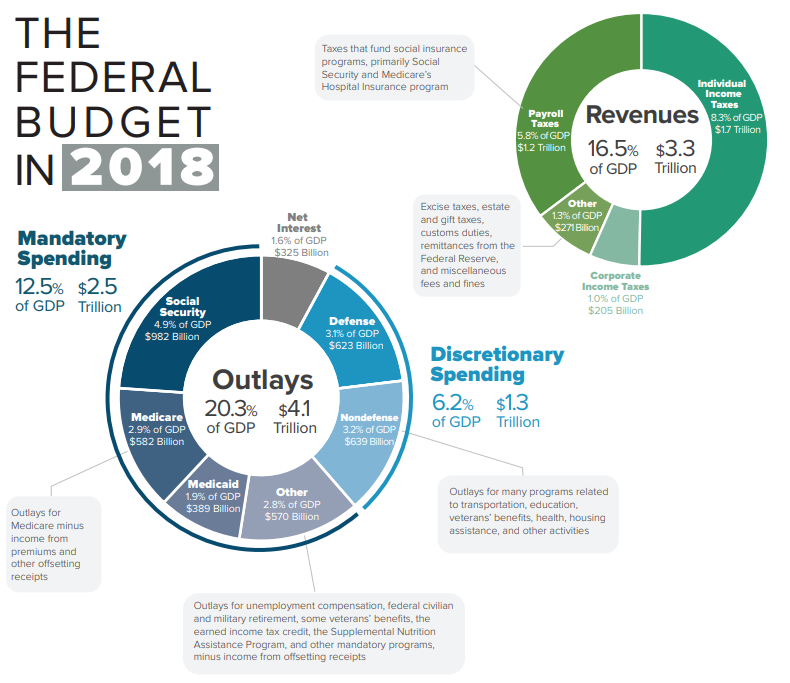 THE
FEDERAL
BUDGET
IN 2018
Taxes that fund social insurance
programs, primarily Social
Security and Medicare's
Hospital Insurance program
Payroll
Taxes
5.8% of GDP
$1.2 Trillion
Revenues
16.5% $3.3
of GDP Trillion
Individual
Income
Taxes
8.3% of GDP
$1.7 Trillion
Other
1.3% of GDP
$271 Billion
Excise taxes, estate
and gift taxes,
customs duties,
remittances from the
Federal Reserve,
and miscellaneous
fees and fines
Corporate
Income Taxes
1.0% of GDP
$205 Billion
Mandatory
Spending
12.5% $2.5
of GDP Trillion
Net
Interest
1.6% of GDP
$325 Billion
Social
Security
4.9% of GDP
$982 Billion
Defense
3.1% of GDP
$623 Billion
Outlays
20.3% $4.1
of GDP Trillion
Discretionary
Spending
6.2% $1.3
of GDP Trillion
Medicare
2.9% of GDP
$582 Billion
Nondefense
3.2% of GDP
$639 Billion
Medicaid
1.9% of GDP
$389 Billion
Other
2.8% of GDP
$570 Billion
Outlays for
Medicare minus
income from
premiums and
other offsetting
receipts
Outlays for many programs related
to transportation, education,
veterans' benefits, health, housing
assistance, and other activities
Outlays for unemployment compensation, federal civilian
and military retirement, some veterans' benefits, the
earned income tax credit, the Supplemental Nutrition
Assistance Program, and other mandatory programs,
minus income from offsetting receipts